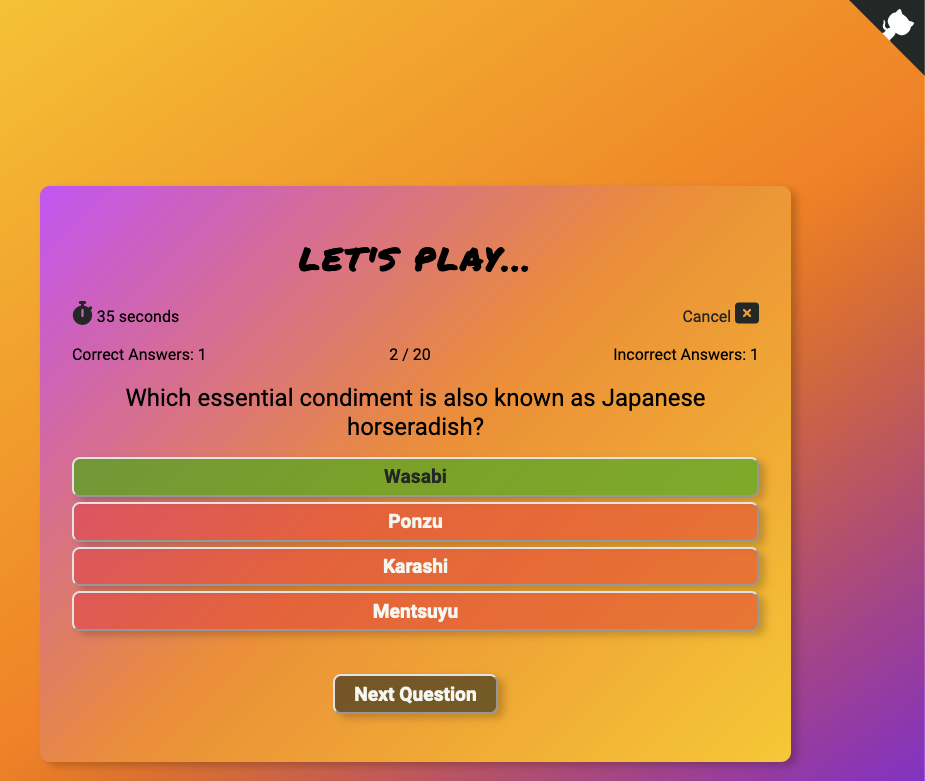 LET'S PLAY...
35 seconds
Cancel
Correct Answers: 1
2 / 20
Incorrect Answers: 1
Which essential condiment is also known as Japanese
horseradish?
Wasabi
Ponzu
Karashi
Mentsuyu
Next Question